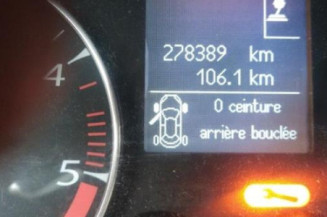 278389 km
106.1 km
0 ceinture
arrière bouclée
4
5